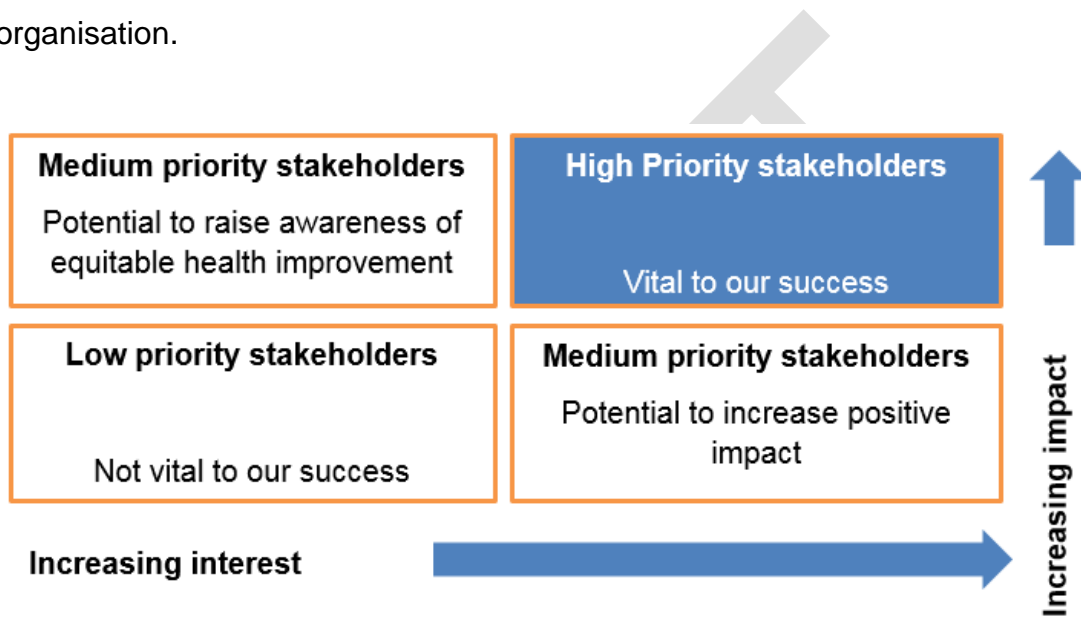 organisation.
Medium priority stakeholders
Potential to raise awareness of
equitable health improvement
High Priority stakeholders
Vital to our success
Low priority stakeholders
Not vital to our success
Medium priority stakeholders
Potential to increase positive
impact
Increasing impact
Increasing interest